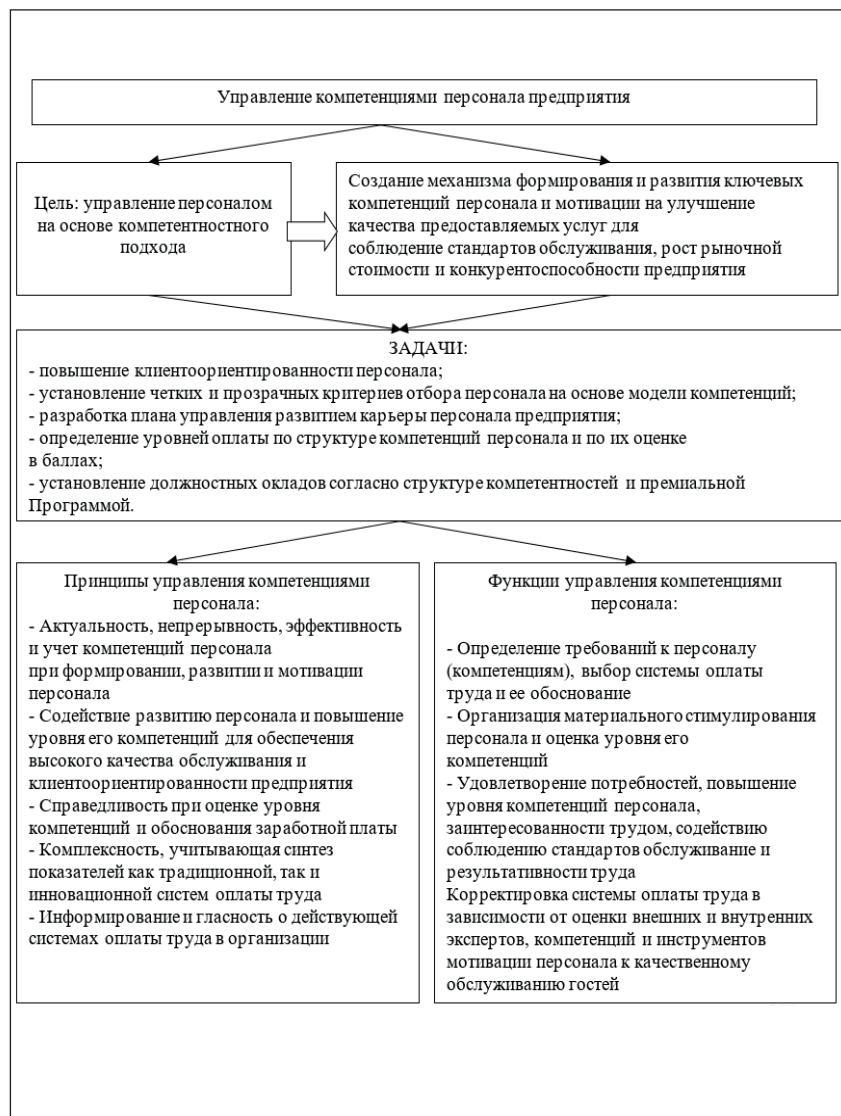 Управление компетенциями персонала предприятия
Цель: управление персоналом
на основе компетентностного
подхода
Создание механизма формирования и развития ключевых
компетенций персонала и мотивации на улучшение
качества предоставляемых услуг для
соблюдение стандартов обслуживания, рост рыночной
стоимости и конкурентоспособности предприятия
ЗАДАЧИ:
- повышение клиентоориентированности персонала;
- установление четких и прозрачных критериев отбора персонала на основе модели компетенций;
- разработка плана управления развитием карьеры персонала предприятия;
- определение уровней оплаты по структуре компетенций персонала и по их оценке
в баллах;
- установление должностных окладов согласно структуре компетентностей и премиальной
Программой.
Принципы управления компетенциями
персонала:
- Актуальность, непрерывность, эффективность
и учет компетенций персонала
при формировании, развитии и мотивации
персонала
- Содействие развитию персонала и повышение
уровня его компетенций для обеспечения
высокого качества обслуживания и
клиентоориентированности предприятия
- Справедливость при оценке уровня
компетенций и обоснования заработной платы
- Комплексность, учитывающая синтез
показателей как традиционной, так и
инновационной систем оплаты труда
- Информирование и гласность о действующей
системах оплаты труда в организации
Функции управления компетенциями
персонала:
- Определение требований к персоналу
(компетенциям), выбор системы оплаты
труда и ее обоснование
- Организация материального стимулирования
персонала и оценка уровня его
компетенций
- Удовлетворение потребностей, повышение
уровня компетенций персонала,
заинтересованности трудом, содействию
соблюдению стандартов обслуживание и
результативности труда
Корректировка системы оплаты труда в
зависимости от оценки внешних и внутренних
экспертов, компетенций и инструментов
мотивации персонала к качественному
обслуживанию гостей